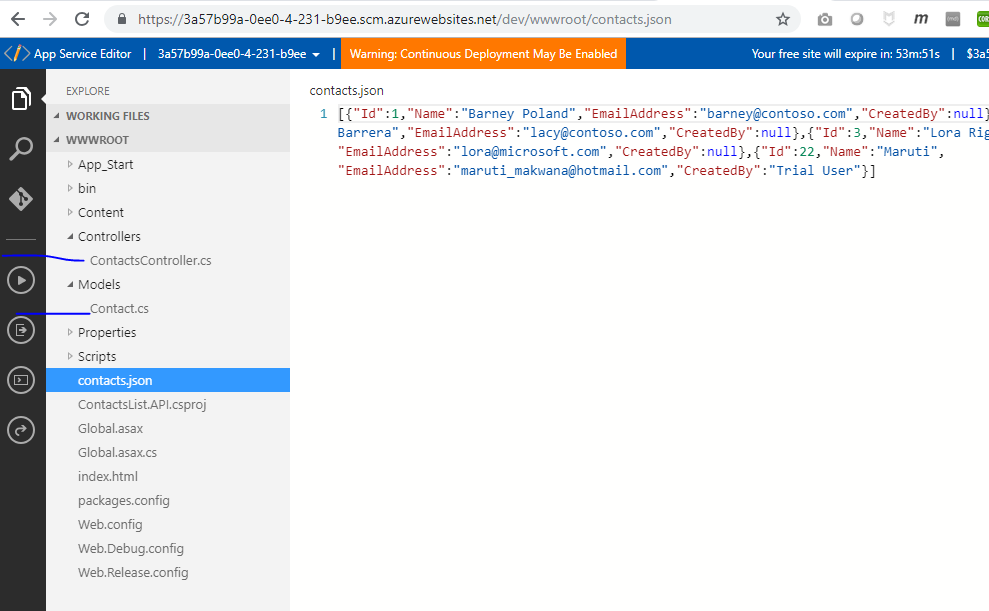 https://3a57b99a-0ee0-4-231-b9ee.scm.azurewebsites.net/dev/wwwroot/contacts.json
App Service Editor | 3a57b99a-0ee0-4-231-b9ee | Warning: Continuous Deployment May Be Enabled Your free site will expire in: 53m:51s | $3a5
EXPLORE
WORKING FILES
WWWROOT
App_Start
bin
Content
Controllers
ContactsController.cs
Models
Contact.cs
Properties
Scripts
contacts.json
ContactsList.API.csproj
Global.asax
Global.asax.cs
index.html
packages.config
Web.config
Web.Debug.config
Web.Release.config
contacts.json
1 [{"Id":1,"Name":"Barney Poland","EmailAddress":"barney@contoso.com","CreatedBy":null}
Barrera","EmailAddress":"lacy@contoso.com","CreatedBy":null},{"Id":3,"Name":"Lora Rig
"EmailAddress":"lora@microsoft.com","CreatedBy":null},{"Id":22,"Name":"Maruti",
"EmailAddress":"maruti_makwana@hotmail.com","CreatedBy":"Trial User"}]